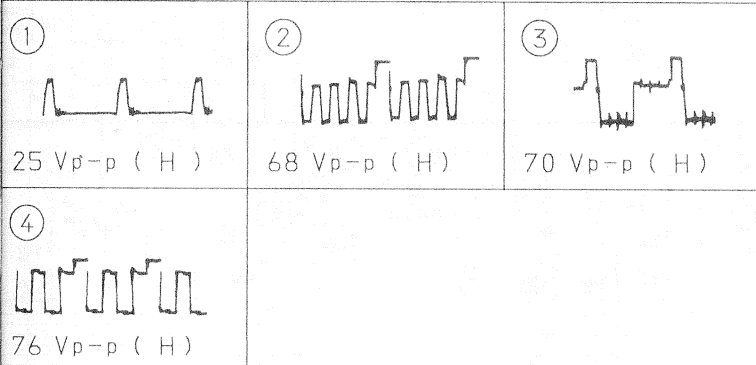 ① ② ③
25 Vp-p ( H ) 68 Vp-p ( H ) 70 Vp-p ( H )
④
76 Vp-p ( H )